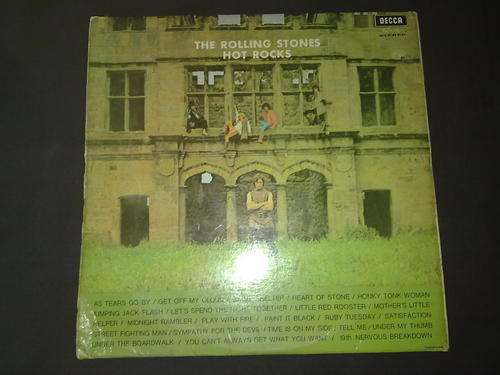 DECCA
STEREO
THE ROLLING STONES
HOT ROCKS
AS TEARS GO BY / GET OFF MY CLOUD / / HEART OF STONE / HONKY TONK WOMAN
JUMPING JACK FLASH / LET'S SPEND THE NIGHT TOGETHER / LITTLE RED ROOSTER / MOTHER'S LITTLE
HELPER / MIDNIGHT RAMBLER / PLAY WITH FIRE / PAINT IT BLACK / RUBY TUESDAY / SATISFACTION
STREET FIGHTING MAN / SYMPATHY FOR THE DEVIL / TIME IS ON MY SIDE / TELL ME / UNDER MY THUMB
UNDER THE BOARDWALK / YOU CAN'T ALWAYS GET WHAT YOU WANT / 19th NERVOUS BREAKDOWN